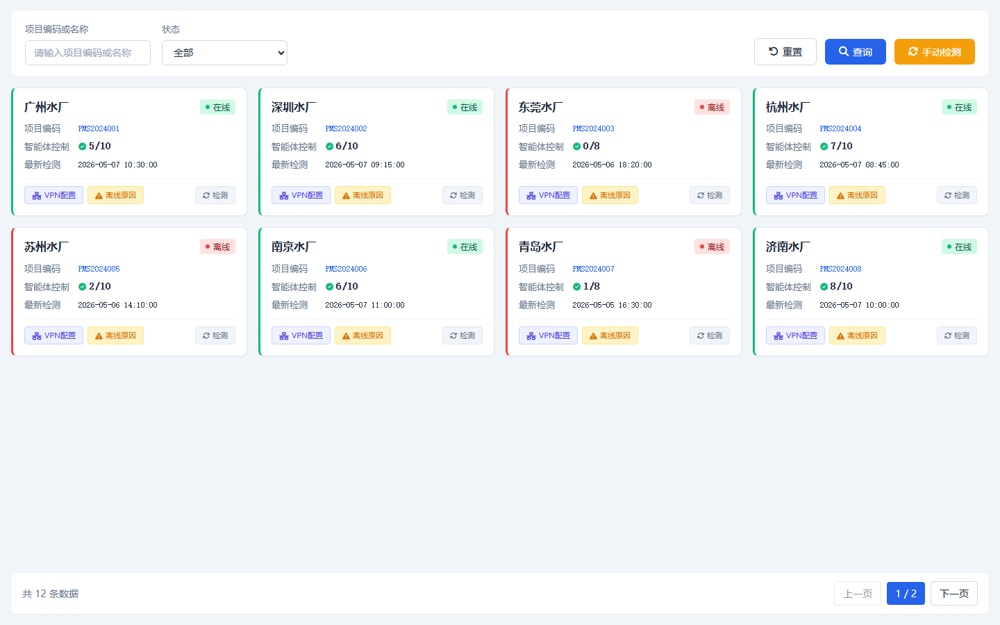 项目编码或名称
状态
请输入项目编码或名称
全部
重置
查询
手动检测
广州水厂
在线
项目编码 PMS2024001
智能体控制 5/10
最新检测 2026-05-07 10:30:00
VPN配置
离线原因
检测
深圳水厂
在线
项目编码 PMS2024002
智能体控制 6/10
最新检测 2026-05-07 09:15:00
VPN配置
离线原因
检测
东莞水厂
离线
项目编码 PMS2024003
智能体控制 0/8
最新检测 2026-05-06 18:20:00
VPN配置
离线原因
检测
杭州水厂
在线
项目编码 PMS2024004
智能体控制 7/10
最新检测 2026-05-07 08:45:00
VPN配置
离线原因
检测
苏州水厂
离线
项目编码 PMS2024005
智能体控制 2/10
最新检测 2026-05-06 14:10:00
VPN配置
离线原因
检测
南京水厂
在线
项目编码 PMS2024006
智能体控制 6/10
最新检测 2026-05-07 11:00:00
VPN配置
离线原因
检测
青岛水厂
离线
项目编码 PMS2024007
智能体控制 1/8
最新检测 2026-05-05 16:30:00
VPN配置
离线原因
检测
济南水厂
在线
项目编码 PMS2024008
智能体控制 8/10
最新检测 2026-05-07 10:00:00
VPN配置
离线原因
检测
共 12 条数据
上一页
1 / 2
下一页